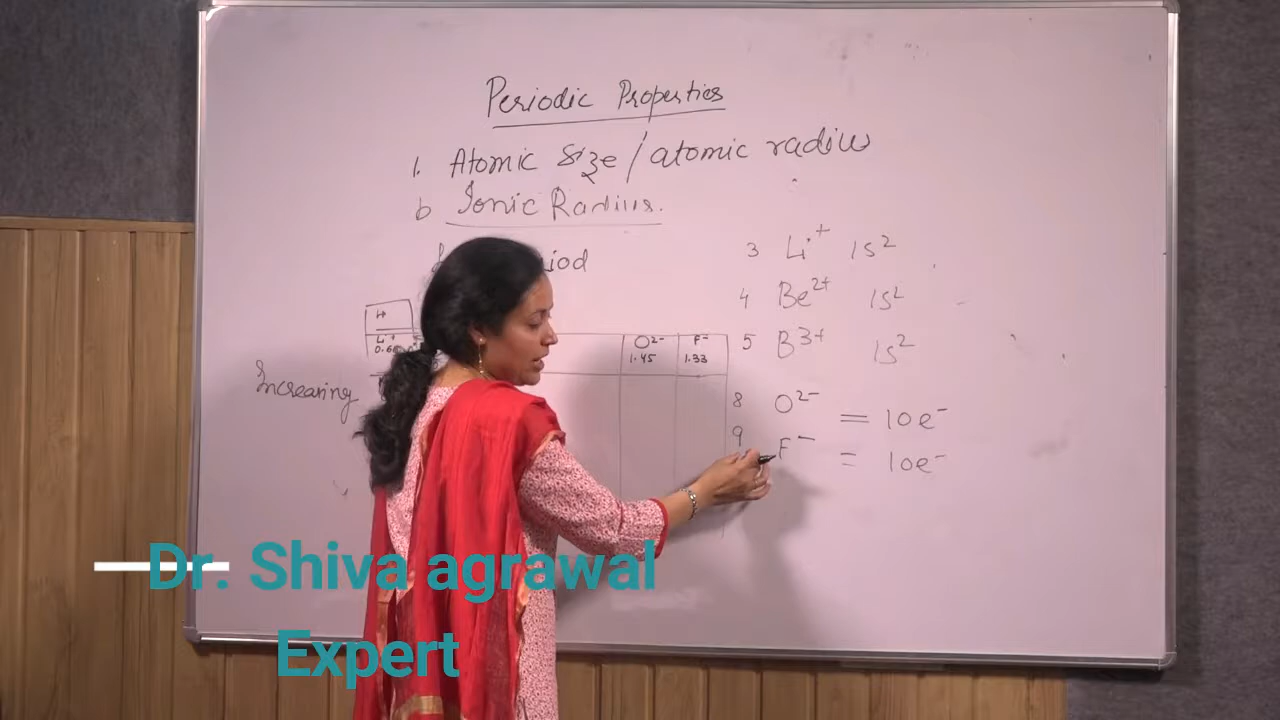 Periodic Properties
1. Atomic Size / atomic radius
b Ionic Radius.
iod
H
Li⁺
O²⁻ F⁻
1.45 1.33
Increasing
3 Li⁺ 1s²
4 Be²⁺ 1s²
5 B³⁺ 1s²
8 O²⁻ = 10e⁻
9 F⁻ = 10e⁻
Dr. Shiva agrawal
Expert